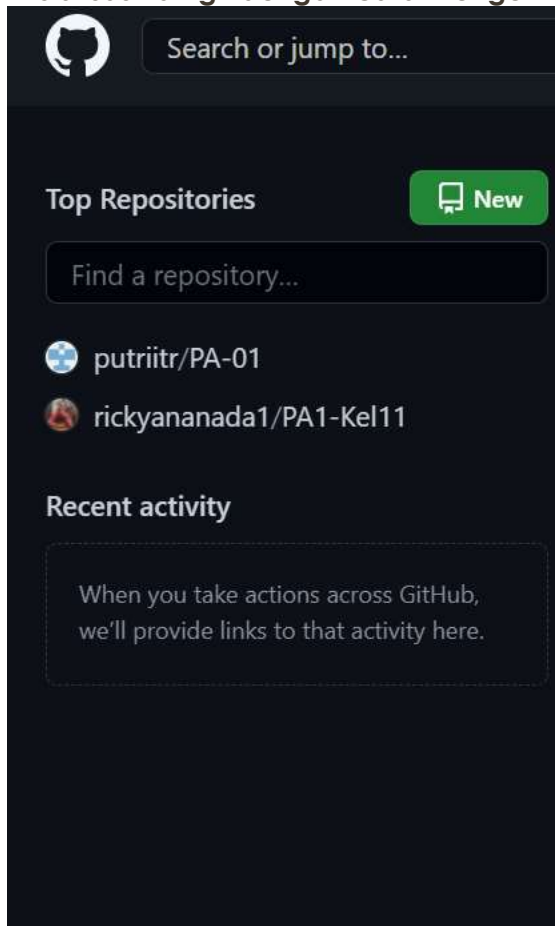 Search or jump to...
Top Repositories
New
Find a repository...
putriitr/PA-01
rickyananada1/PA1-Kel11
Recent activity
When you take actions across GitHub,
we'll provide links to that activity here.